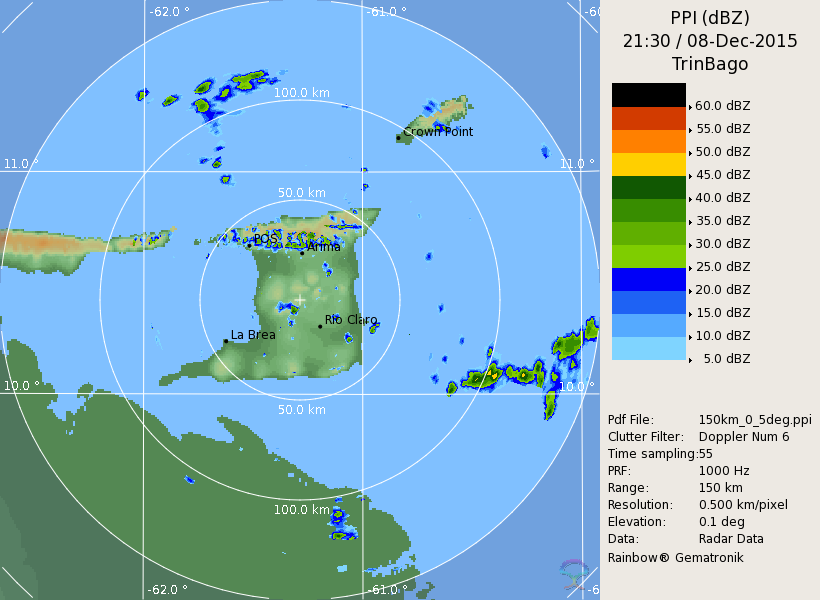 PPI (dBZ)
21:30 / 08-Dec-2015
TrinBago
60.0 dBZ
55.0 dBZ
50.0 dBZ
45.0 dBZ
40.0 dBZ
35.0 dBZ
30.0 dBZ
25.0 dBZ
20.0 dBZ
15.0 dBZ
10.0 dBZ
5.0 dBZ
Pdf File: 150km_0_5deg.ppi
Clutter Filter: Doppler Num 6
Time sampling:55
PRF: 1000 Hz
Range: 150 km
Resolution: 0.500 km/pixel
Elevation: 0.1 deg
Data: Radar Data
Rainbow® Gematronik
-62.0 °
-61.0 °
-60
100.0 km
Crown Point
11.0 °
11.0 °
50.0 km
POS
Arima
Rio Claro
La Brea
10.0 °
10.0 °
50.0 km
100.0 km
-62.0 °
-61.0 °
-6